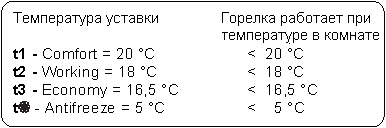 Температура уставки Горелка работает при
температуре в комнате
t1 - Comfort = 20 °C < 20 °C
t2 - Working = 18 °C < 18 °C
t3 - Economy = 16,5 °C < 16,5 °C
t❄ - Antifreeze = 5 °C < 5 °C